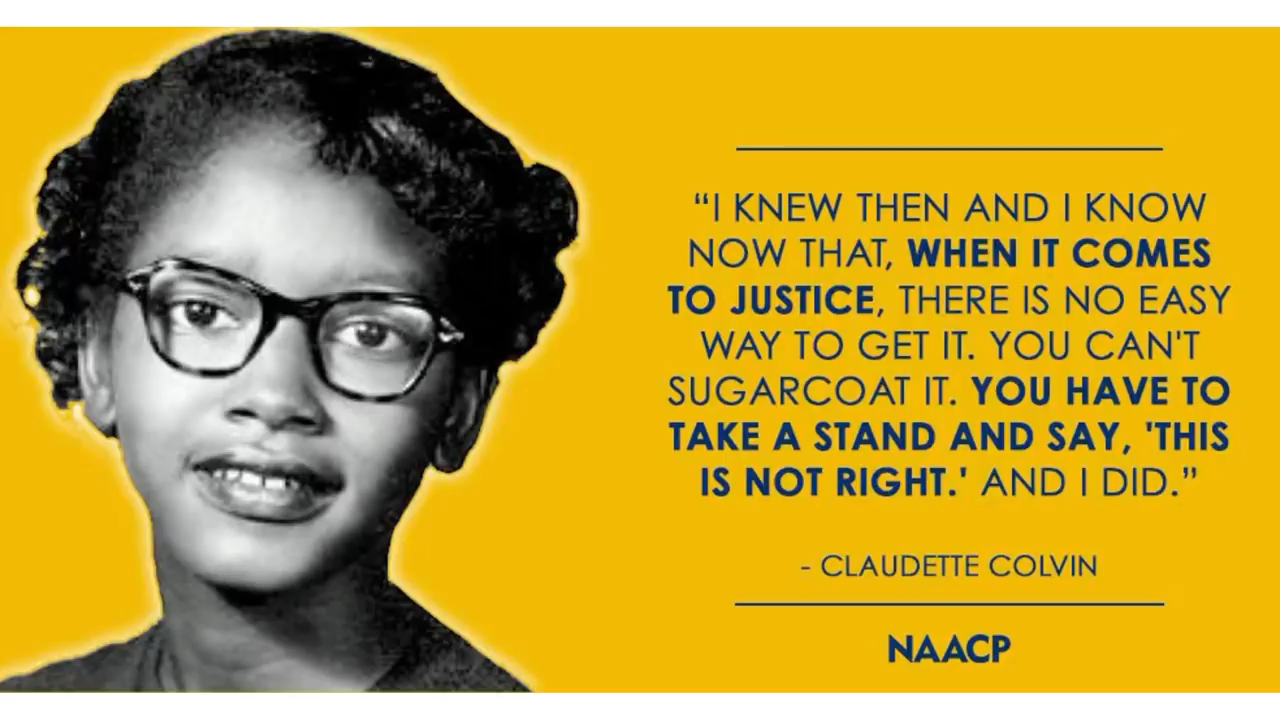 “I KNEW THEN AND I KNOW
NOW THAT, WHEN IT COMES
TO JUSTICE, THERE IS NO EASY
WAY TO GET IT. YOU CAN'T
SUGARCOAT IT. YOU HAVE TO
TAKE A STAND AND SAY, 'THIS
IS NOT RIGHT.' AND I DID.”
- CLAUDETTE COLVIN
NAACP